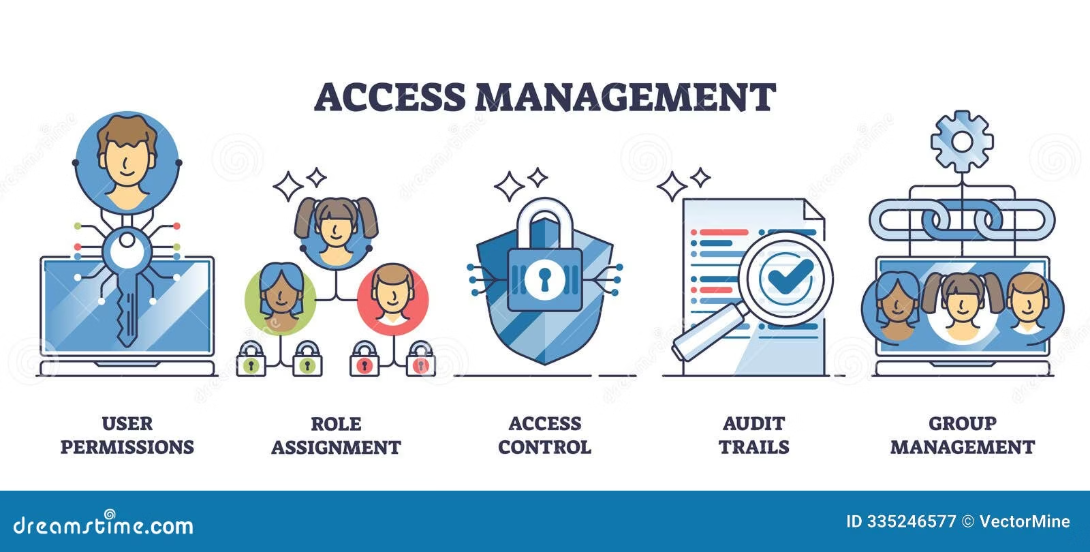 ACCESS MANAGEMENT
USER
PERMISSIONS
ROLE
ASSIGNMENT
ACCESS
CONTROL
AUDIT
TRAILS
GROUP
MANAGEMENT
dreamstime.com
ID 335246577 © VectorMine